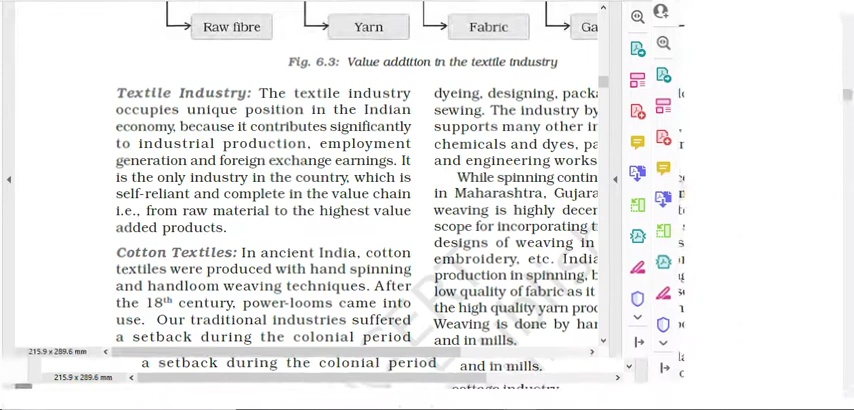 Raw fibre
Yarn
Fabric
Ga
Fig. 6.3: Value addition in the textile industry
Textile Industry: The textile industry
occupies unique position in the Indian
economy, because it contributes significantly
to industrial production, employment
generation and foreign exchange earnings. It
is the only industry in the country, which is
self-reliant and complete in the value chain
i.e., from raw material to the highest value
added products.
Cotton Textiles: In ancient India, cotton
textiles were produced with hand spinning
and handloom weaving techniques. After
the 18th century, power-looms came into
use. Our traditional industries suffered
a setback during the colonial period
a setback during the colonial period
dyeing, designing, packa
sewing. The industry by
supports many other in
chemicals and dyes, pa
and engineering works
While spinning contin
in Maharashtra, Gujara
weaving is highly decen
scope for incorporating t
designs of weaving in
embroidery, etc. India
production in spinning, b
low quality of fabric as it
the high quality yarn prod
Weaving is done by han
and in mills.
and in mills.
cottage industry
215.9 x 289.6 mm
215.9 x 289.6 mm